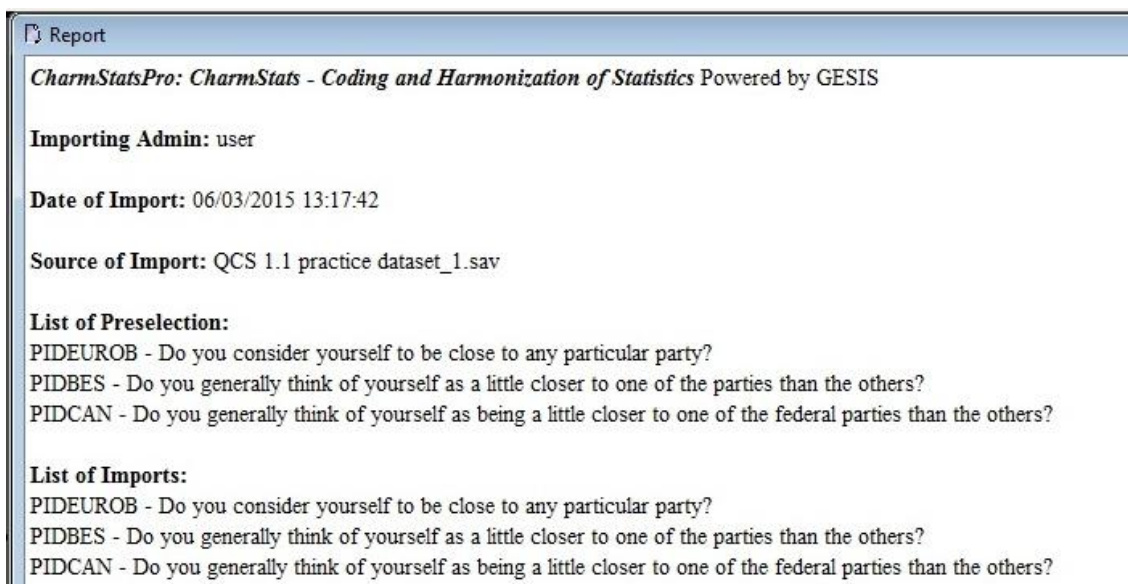 Report
CharmStatsPro: CharmStats - Coding and Harmonization of Statistics Powered by GESIS
Importing Admin: user
Date of Import: 06/03/2015 13:17:42
Source of Import: QCS 1.1 practice dataset_1.sav
List of Preselection:
PIDEUROB - Do you consider yourself to be close to any particular party?
PIDBES - Do you generally think of yourself as a little closer to one of the parties than the others?
PIDCAN - Do you generally think of yourself as being a little closer to one of the federal parties than the others?
List of Imports:
PIDEUROB - Do you consider yourself to be close to any particular party?
PIDBES - Do you generally think of yourself as a little closer to one of the parties than the others?
PIDCAN - Do you generally think of yourself as being a little closer to one of the federal parties than the others?